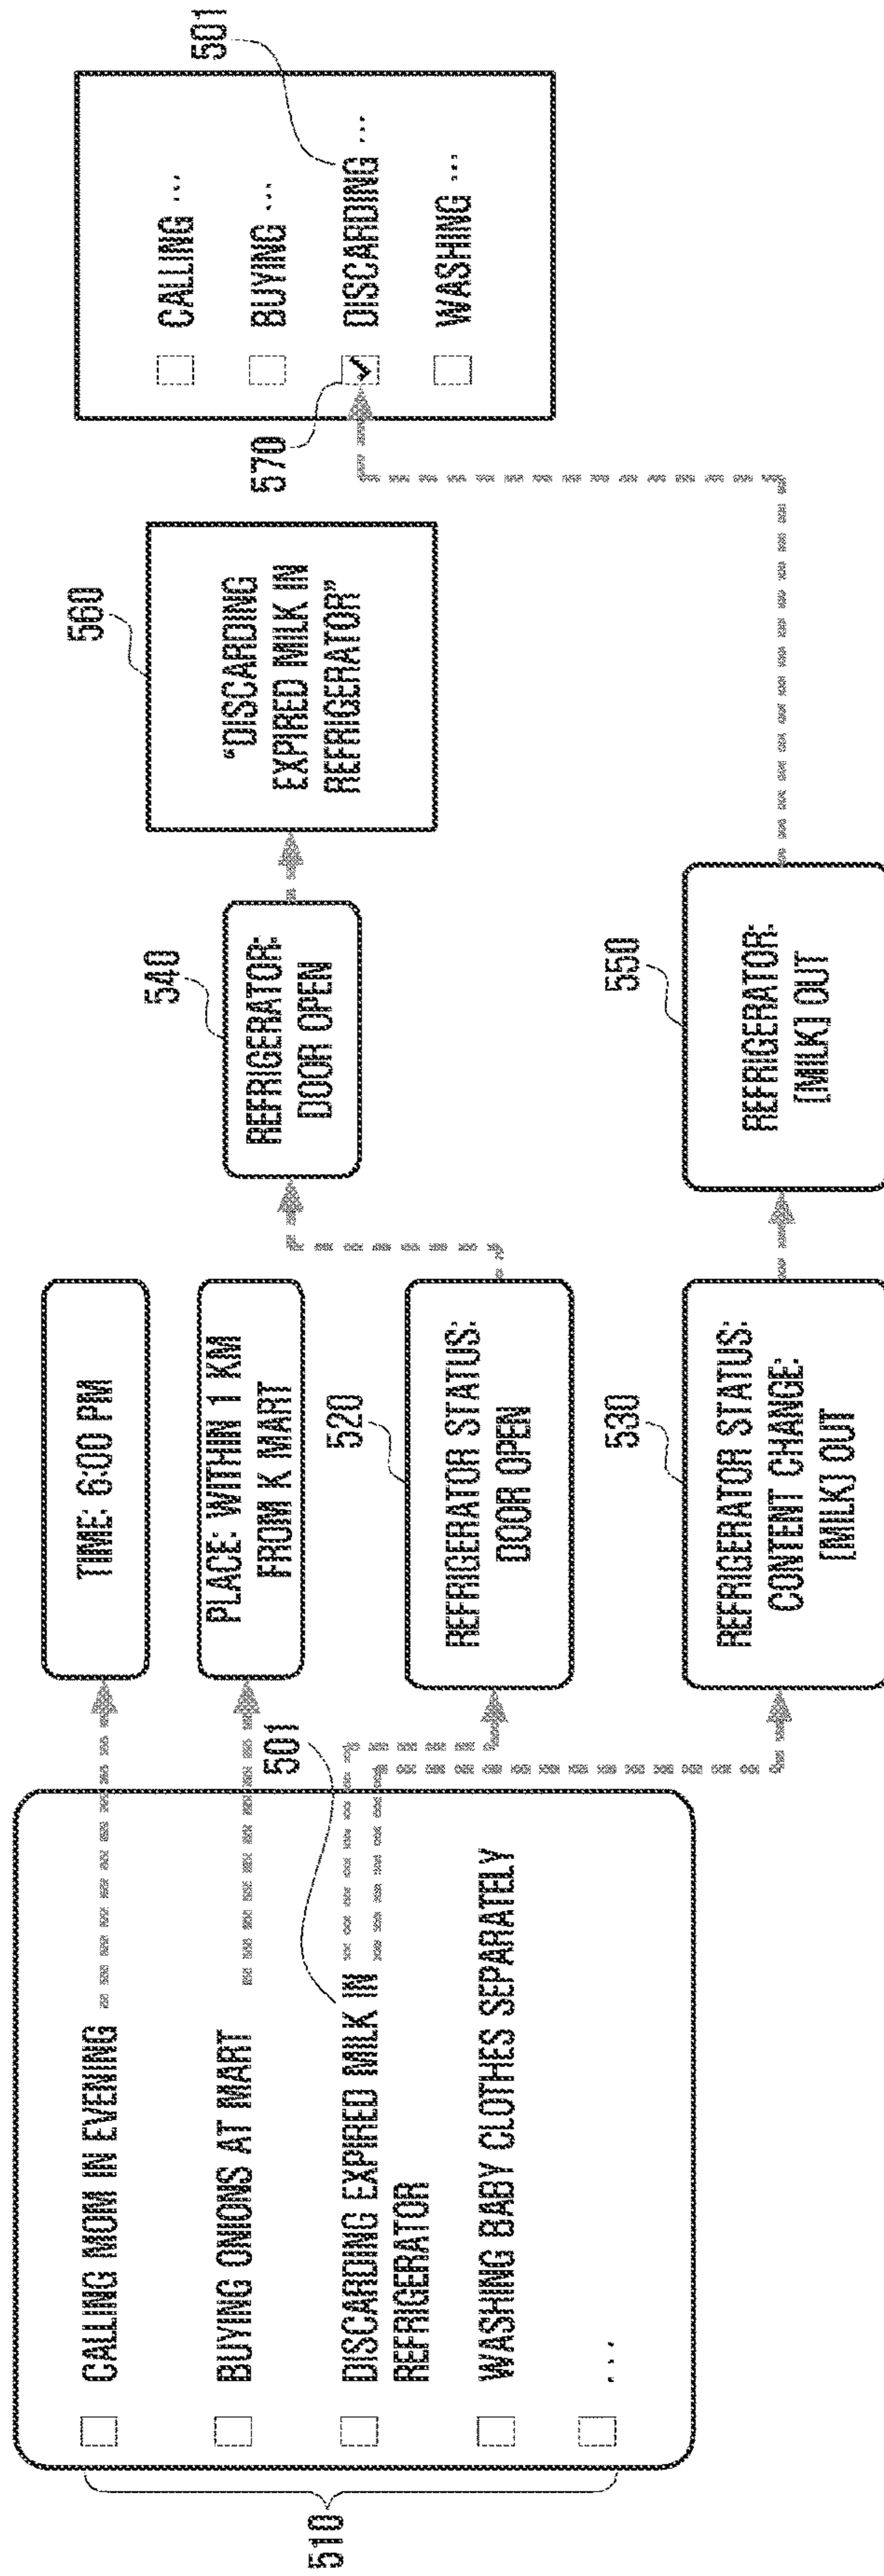 510
CALLING MOM IN EVENING
BUYING ONIONS AT MART
501
DISCARDING EXPIRED MILK IN
REFRIGERATOR
WASHING BABY CLOTHES SEPARATELY
...
TIME: 6:00 PM
PLACE: WITHIN 1 KM
FROM K MART
520
REFRIGERATOR STATUS:
DOOR OPEN
530
REFRIGERATOR STATUS:
CONTENT CHANGE:
[MILK] OUT
540
REFRIGERATOR:
DOOR OPEN
550
REFRIGERATOR:
[MILK] OUT
560
“DISCARDING
EXPIRED MILK IN
REFRIGERATOR”
570
501
CALLING ...
BUYING ...
DISCARDING ...
WASHING ...